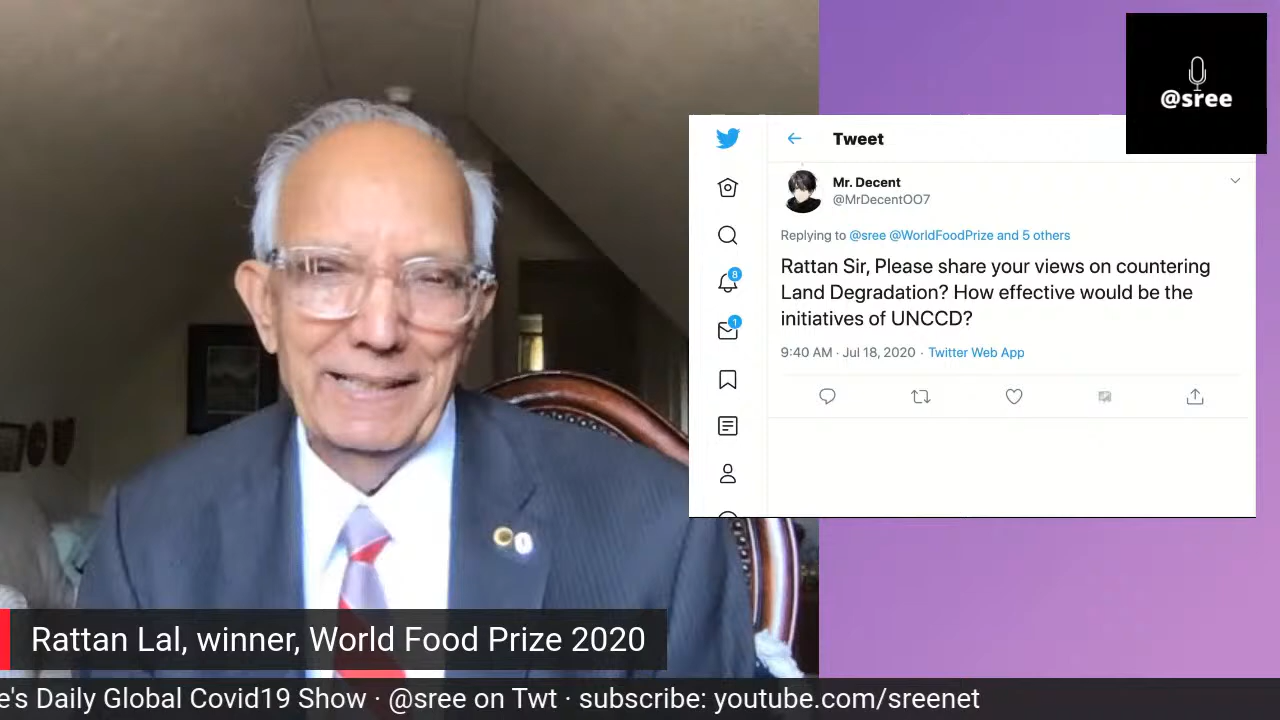 @sree
Tweet
Mr. Decent
@MrDecentOO7
Replying to @sree @WorldFoodPrize and 5 others
Rattan Sir, Please share your views on countering
Land Degradation? How effective would be the
initiatives of UNCCD?
9:40 AM · Jul 18, 2020 · Twitter Web App
8
1
Rattan Lal, winner, World Food Prize 2020
e's Daily Global Covid19 Show · @sree on Twt · subscribe: youtube.com/sreenet